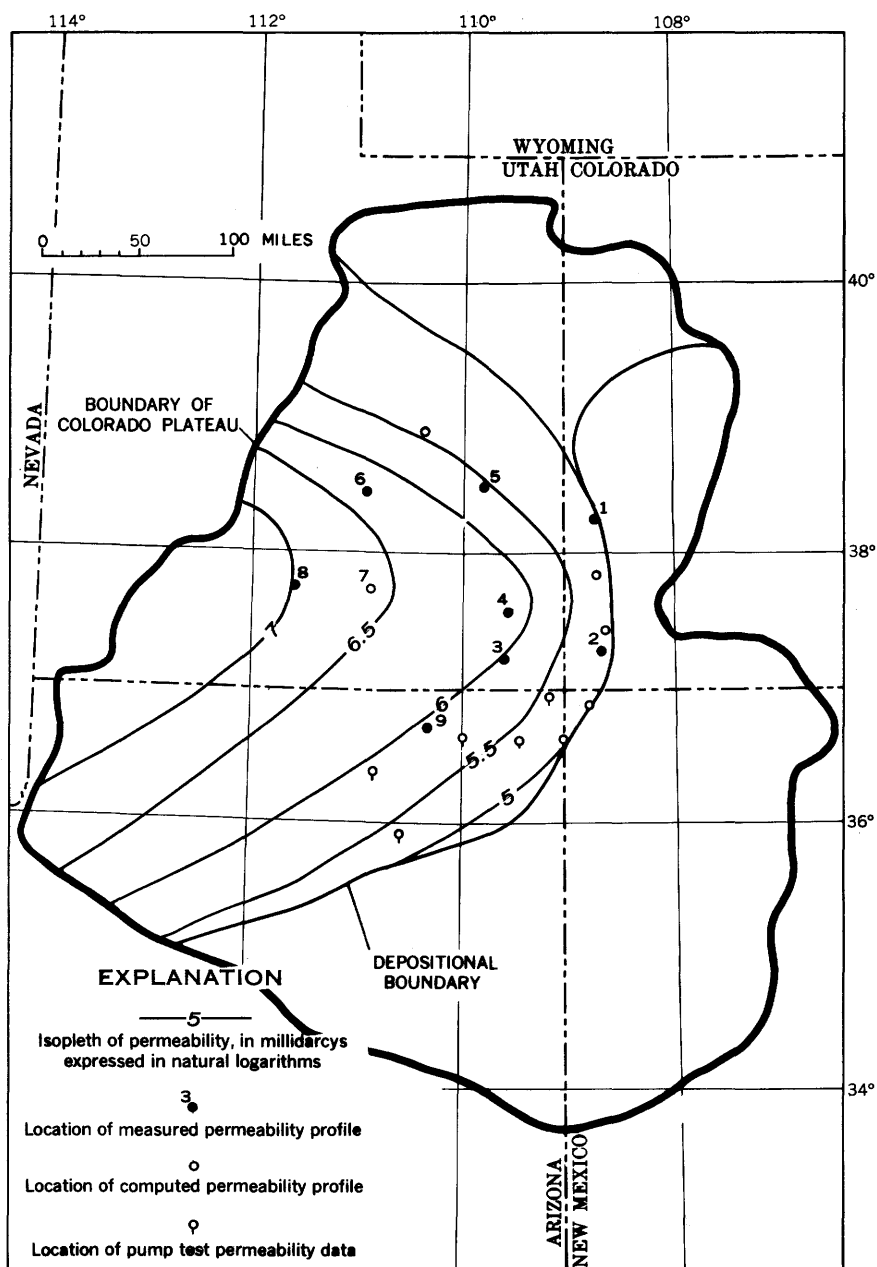 114° 112° 110° 108°
WYOMING
UTAH COLORADO
0 50 100 MILES
40°
NEVADA
BOUNDARY OF
COLORADO PLATEAU
6
5
1
38°
8
7
4
7
6.5
3
2
6
9
5.5
5
36°
DEPOSITIONAL
BOUNDARY
EXPLANATION
5
Isopleth of permeability, in millidarcys
expressed in natural logarithms
34°
3
Location of measured permeability profile
Location of computed permeability profile
Location of pump test permeability data
ARIZONA
NEW MEXICO